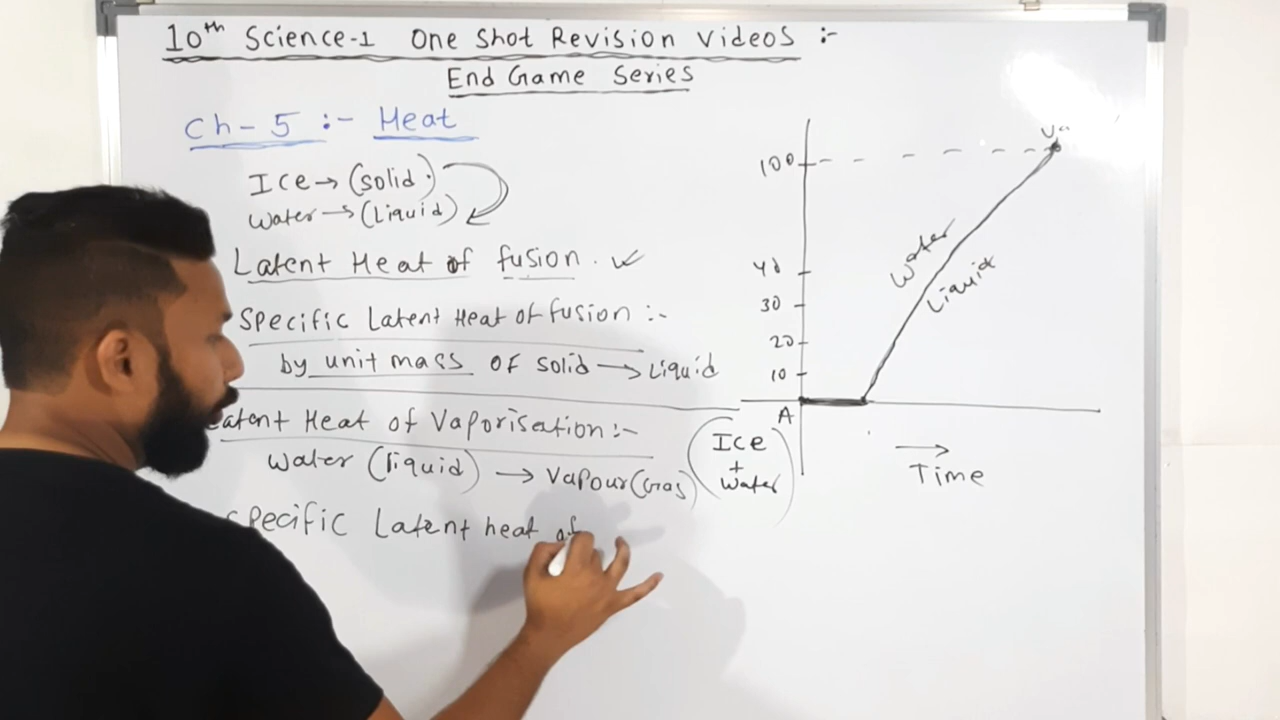 10th Science-1 One Shot Revision Videos :-
End Game Series
Ch-5 :- Heat
Ice → (solid)
Water → (Liquid)
Latent Heat of fusion.
Specific Latent Heat of fusion :-
by unit mass of solid → Liquid
atent Heat of Vaporisation :-
Water (liquid) → Vapour (Gas)
specific Latent heat of
100
40
30
20
10
A
Water
Liquid
Ice
+
Water
→
Time